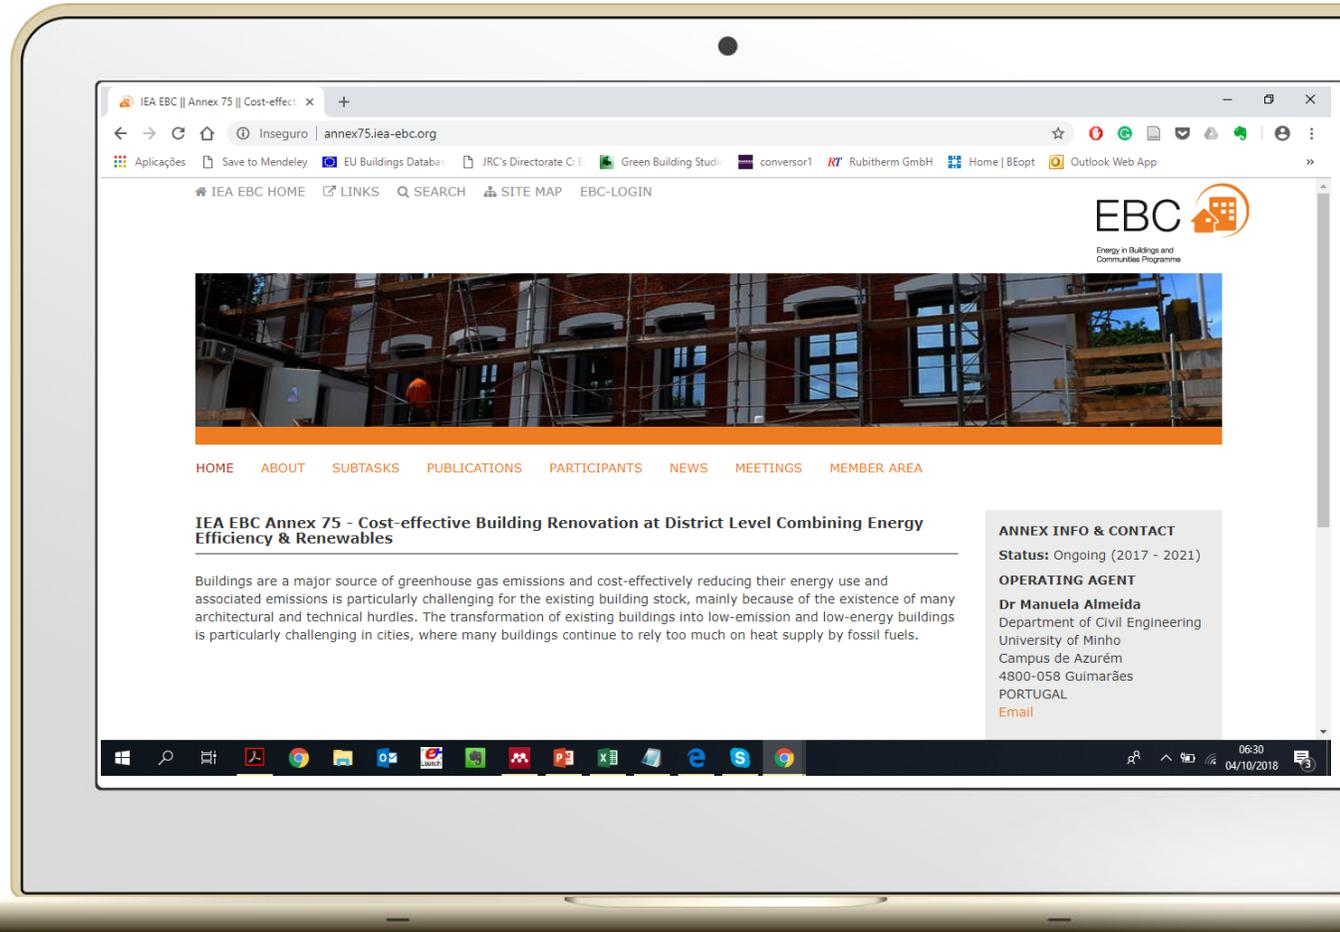 IEA EBC || Annex 75 || Cost-effect
Inseguro | annex75.iea-ebc.org
Aplicações Save to Mendeley EU Buildings Databas JRC's Directorate C: E Green Building Studio conversor1 RT Rubitherm GmbH Home | BEopt Outlook Web App »
IEA EBC HOME LINKS SEARCH SITE MAP EBC-LOGIN
EBC
Energy in Buildings and
Communities Programme
HOME ABOUT SUBTASKS PUBLICATIONS PARTICIPANTS NEWS MEETINGS MEMBER AREA
IEA EBC Annex 75 - Cost-effective Building Renovation at District Level Combining Energy
Efficiency & Renewables
Buildings are a major source of greenhouse gas emissions and cost-effectively reducing their energy use and
associated emissions is particularly challenging for the existing building stock, mainly because of the existence of many
architectural and technical hurdles. The transformation of existing buildings into low-emission and low-energy buildings
is particularly challenging in cities, where many buildings continue to rely too much on heat supply by fossil fuels.
ANNEX INFO & CONTACT
Status: Ongoing (2017 - 2021)
OPERATING AGENT
Dr Manuela Almeida
Department of Civil Engineering
University of Minho
Campus de Azurém
4800-058 Guimarães
PORTUGAL
Email
06:30
04/10/2018
3